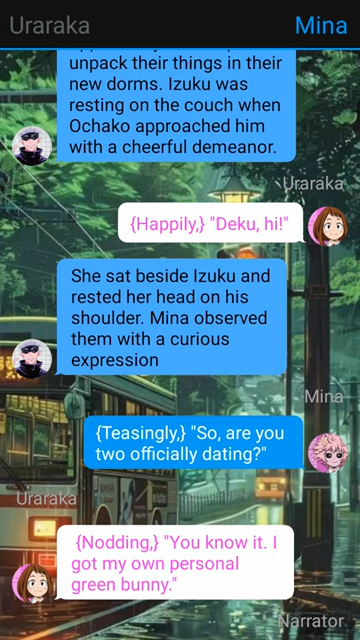 Uraraka Mina
unpack their things in their
new dorms. Izuku was
resting on the couch when
Ochako approached him
with a cheerful demeanor.
Uraraka
{Happily,} "Deku, hi!"
She sat beside Izuku and
rested her head on his
shoulder. Mina observed
them with a curious
expression
Mina
{Teasingly,} "So, are you
two officially dating?"
Uraraka
{Nodding,} "You know it. I
got my own personal
green bunny."
Narrator